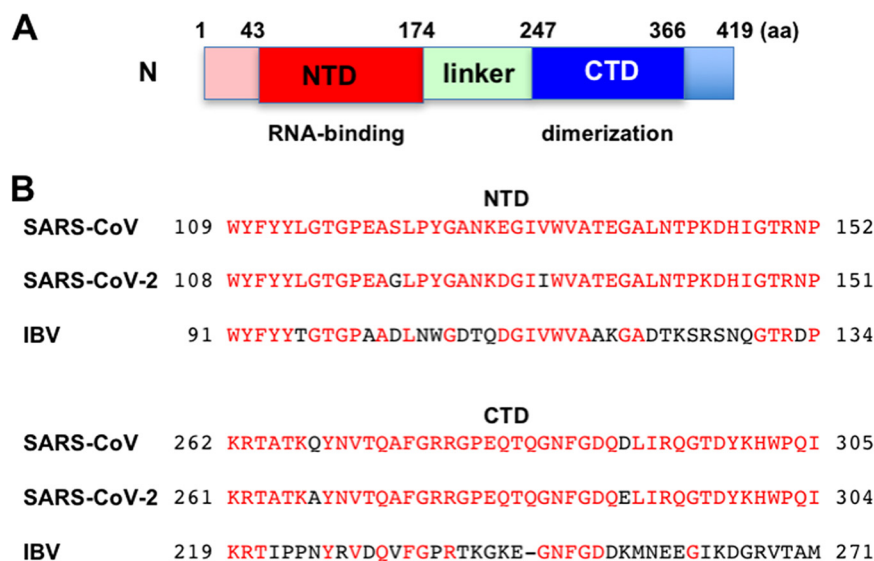 A
1 43 174 247 366 419 (aa)
N NTD linker CTD
RNA-binding dimerization
B
NTD
SARS-CoV 109 WYFYYLGTGPEASLPYGANKEGIVWVATEGALNTPKDHIGTRNP 152
SARS-CoV-2 108 WYFYYLGTGPEAGLPYGANKDGIIWVATEGALNTPKDHIGTRNP 151
IBV 91 WYFYYTGTGPAADLNWGDTQDGIVWVAAKGADTKSRSNQGTRDP 134
CTD
SARS-CoV 262 KRTATKQYNVTQAFGRRGPEQTQGNFGDQDLIRQGTDYKHWPQI 305
SARS-CoV-2 261 KRTATKAYNVTQAFGRRGPEQTQGNFGDQELIRQGTDYKHWPQI 304
IBV 219 KRTIPPNYRVDQVFGPRTKGKE-GNFGDDKMNEEGIKDGRVTAM 271